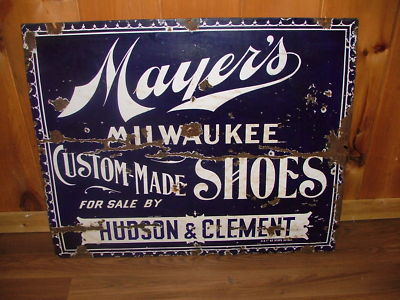 Mayer's
MILWAUKEE
CUSTOM-MADE SHOES
FOR SALE BY
HUDSON & CLEMENT